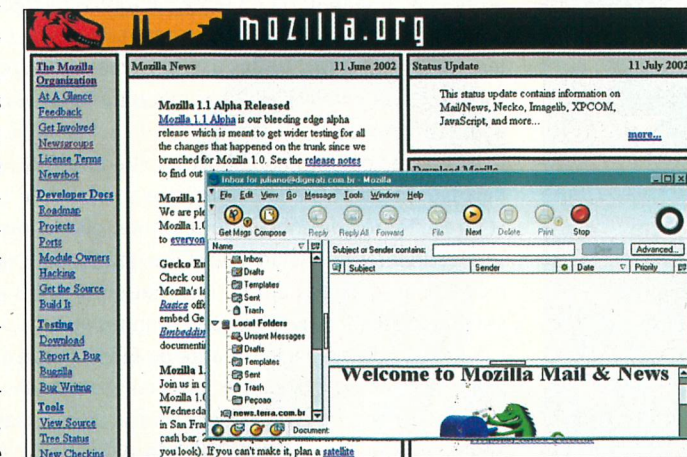 mozilla.org
The Mozilla
Organization
At A Glance
Feedback
Get Involved
Newsgroups
License Terms
Newsbot
Developer Docs
Roadmap
Projects
Ports
Module Owners
Hacking
Get the Source
Build It
Testing
Download
Report A Bug
Bugzilla
Bug Writing
Tools
View Source
Tree Status
New Checkins
Mozilla News 11 June 2002
Mozilla 1.1 Alpha Released
Mozilla 1.1 Alpha is our bleeding edge alpha
release which is meant to get wider testing for all
the changes that happened on the trunk since we
branched for Mozilla 1.0. See the release notes
to find out
Mozilla 1.
We are ple
Mozilla 1.0
to everyon
Gecko Em
Check out
Mozilla's la
Basics offe
embed Ge
Embeddin
documenti
Mozilla 1.
Join us in c
Mozilla 1.0
Wednesda
in San Fra
cash bar.
you look). If you can't make it, plan a satellite
Status Update 11 July 2002
This status update contains information on
Mail/News, Necko, Imagelib, XPCOM,
JavaScript, and more...
more...
Download Mozilla
Inbox for juliano@digerati.com.br - Mozilla
File Edit View Go Message Tools Window Help
Get Msgs Compose Reply Reply All Forward File Next Delete Print Stop
Name
Inbox
Drafts
Templates
Sent
Trash
Local Folders
Unsent Messages
Drafts
Templates
Sent
Trash
Peçoao
news.terra.com.br
Subject or Sender contains: Advanced...
Subject Sender Date Priority
Welcome to Mozilla Mail & News
Document: